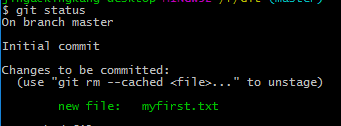 $ git status
On branch master
Initial commit
Changes to be committed:
(use "git rm --cached <file>..." to unstage)
new file: myfirst.txt